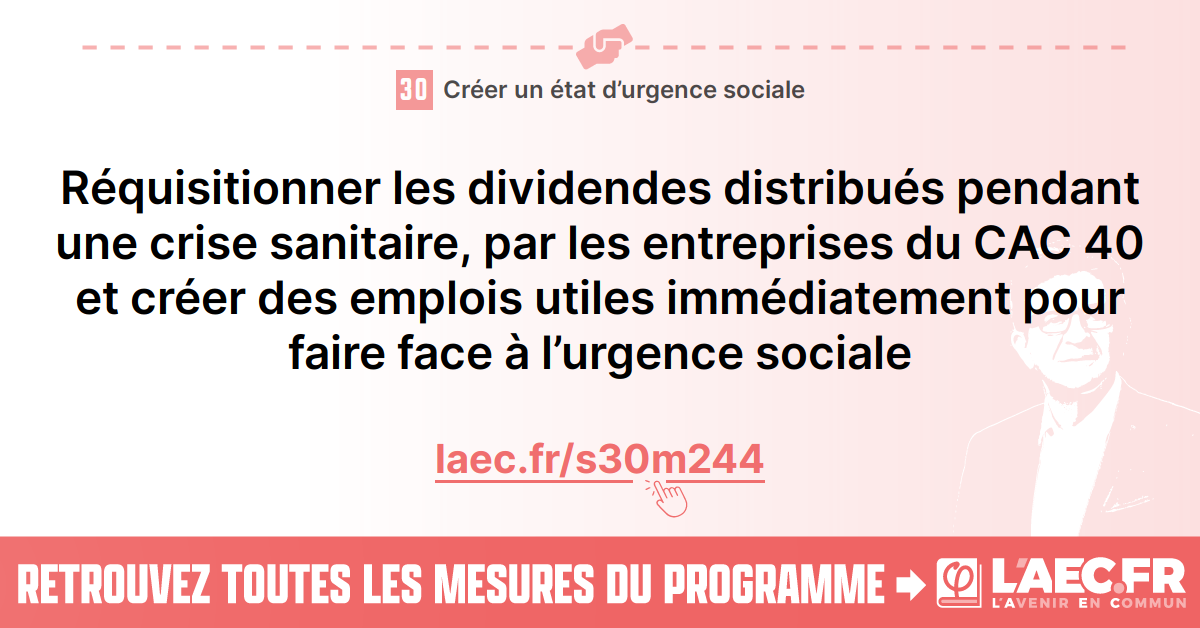 30 Créer un état d’urgence sociale
Réquisitionner les dividendes distribués pendant
une crise sanitaire, par les entreprises du CAC 40
et créer des emplois utiles immédiatement pour
faire face à l’urgence sociale
laec.fr/s30m244
RETROUVEZ TOUTES LES MESURES DU PROGRAMME
L'AEC.FR
L'AVENIR EN COMMUN